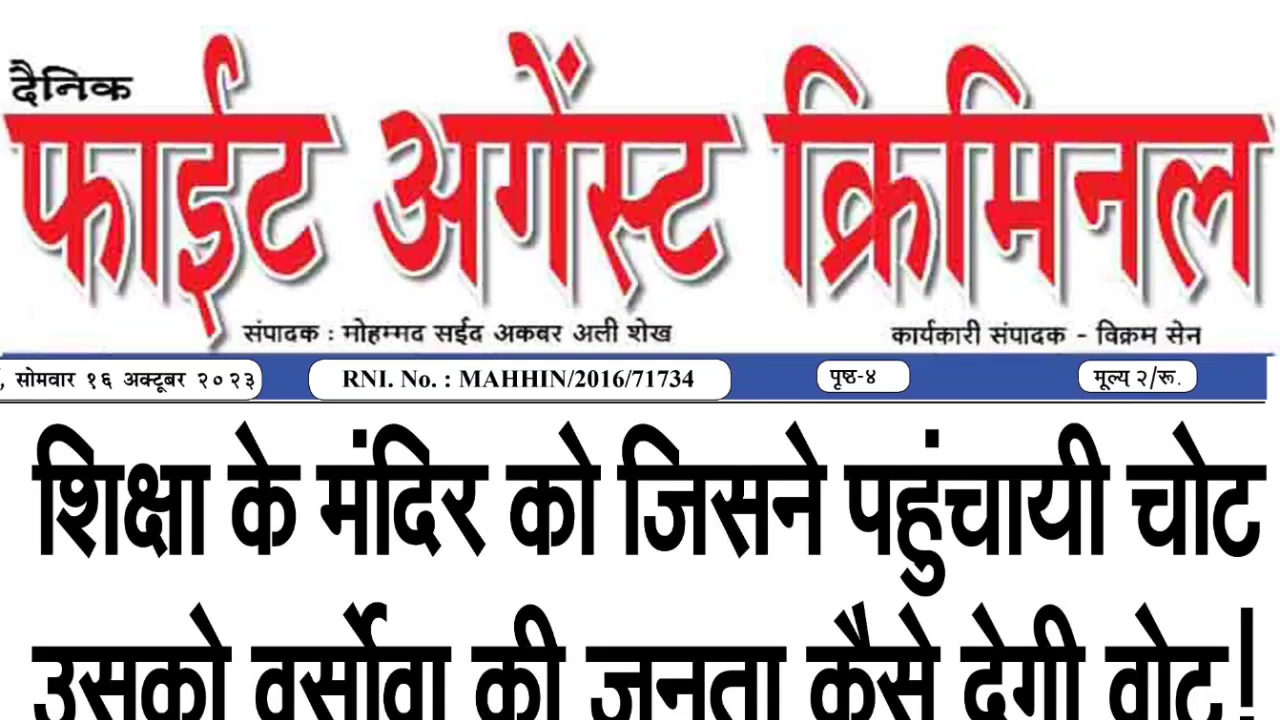 दैनिक
फाईट अगेंस्ट क्रिमिनल
संपादक : मोहम्मद सईद अकबर अली शेख कार्यकारी संपादक - विक्रम सेन
, सोमवार १६ अक्टूबर २०२३ RNI. No. : MAHHIN/2016/71734 पृष्ठ-४ मूल्य २/रू.
शिक्षा के मंदिर को जिसने पहुंचायी चोट
उसको वर्सोवा की जनता कैसे देगी वोट!